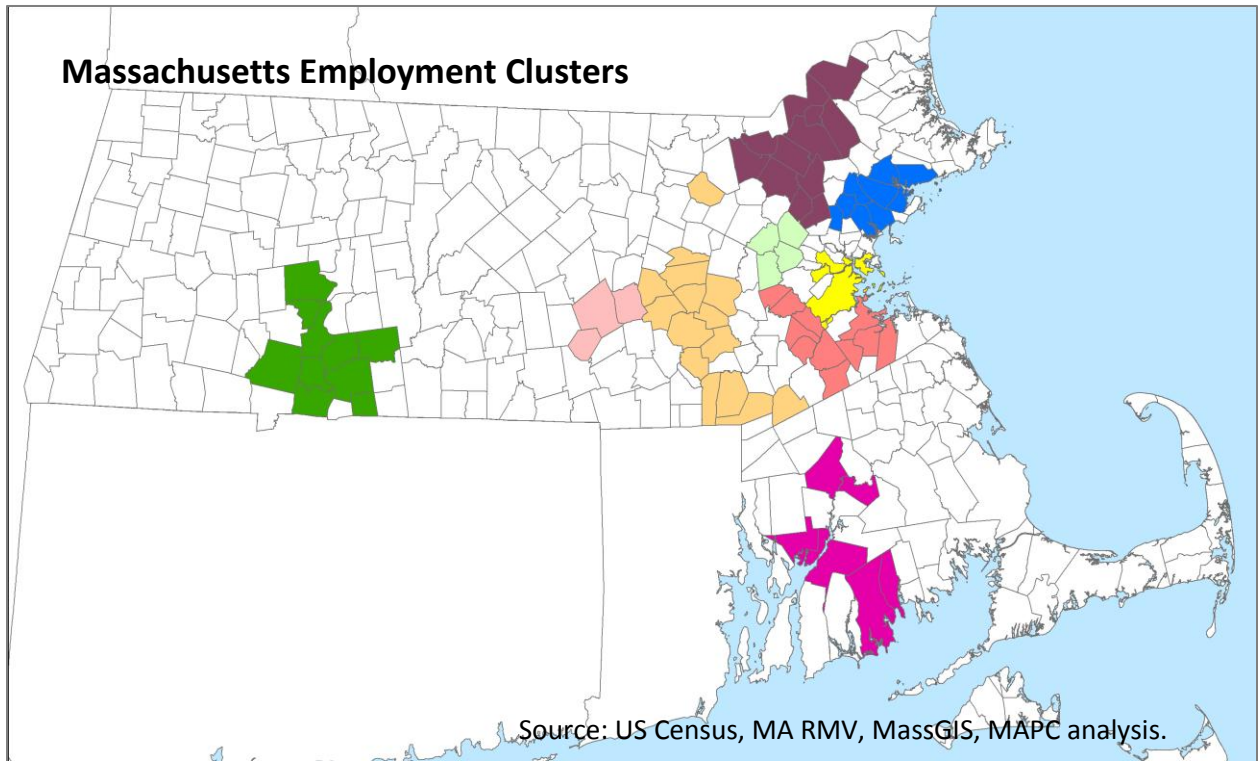 Massachusetts Employment Clusters
Source: US Census, MA RMV, MassGIS, MAPC analysis.